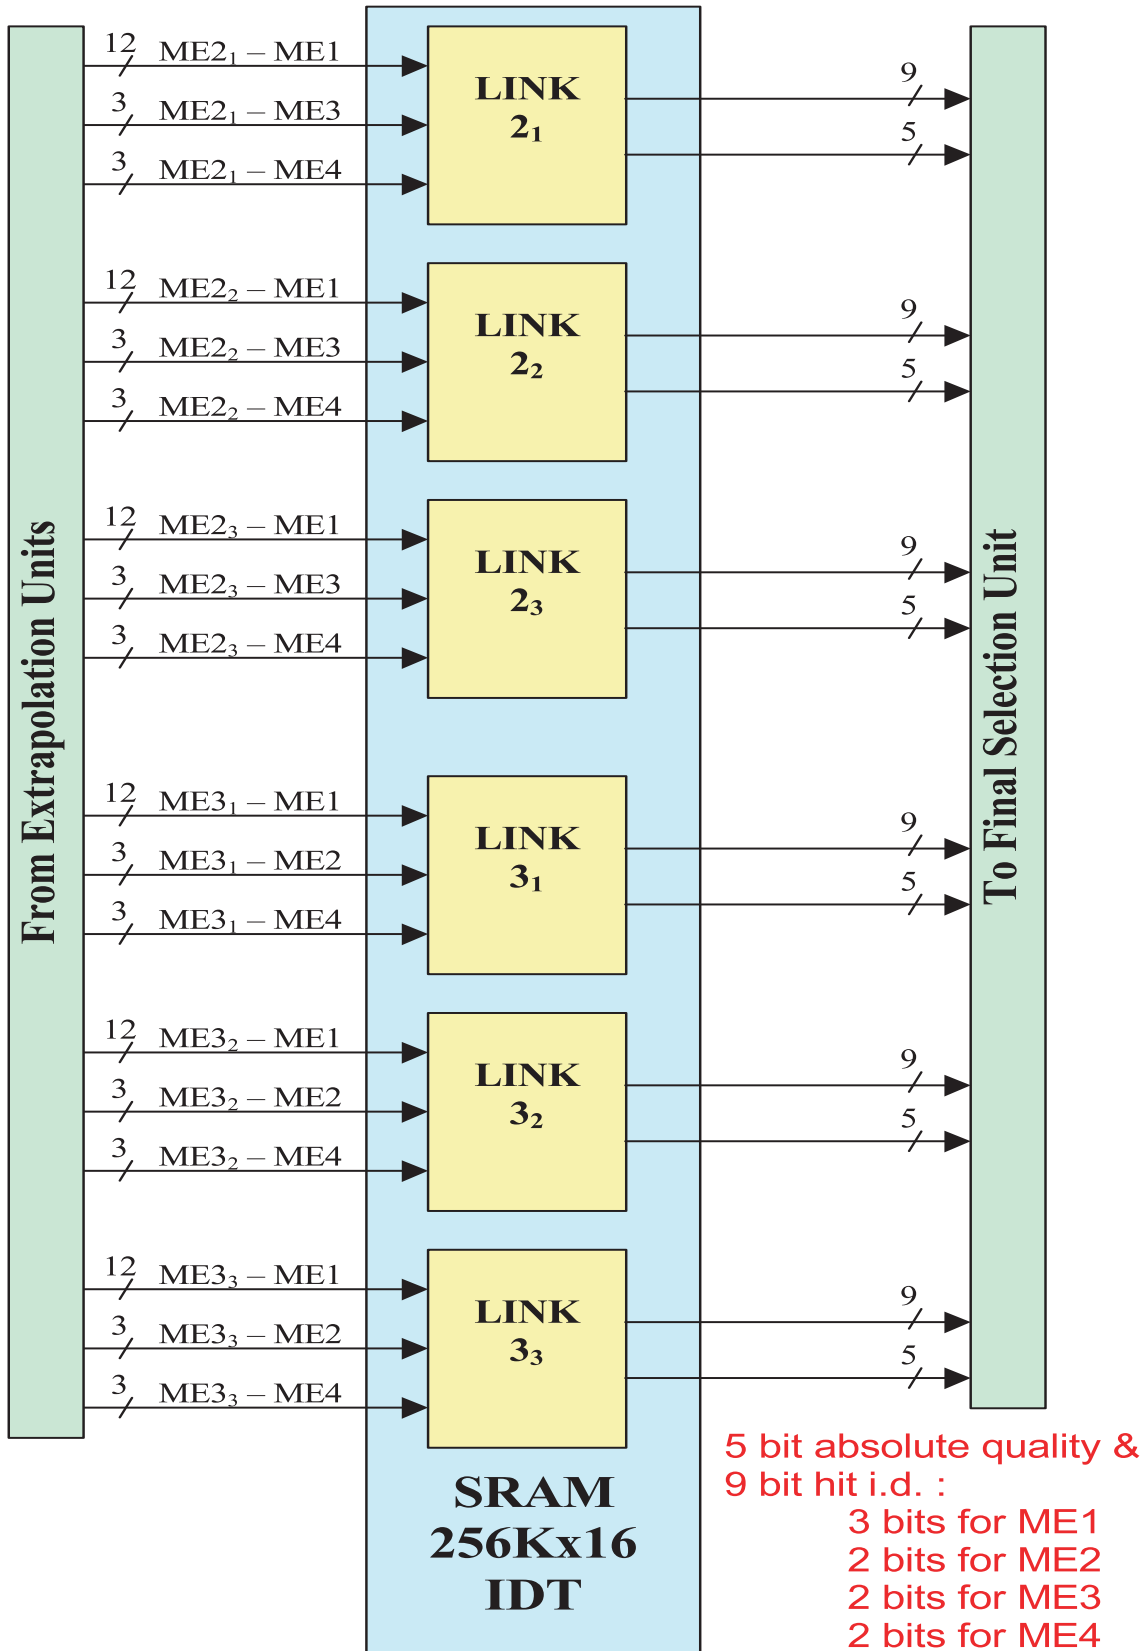 From Extrapolation Units
12 ME2₁ – ME1
3 ME2₁ – ME3
3 ME2₁ – ME4
LINK
2₁
9
5
12 ME2₂ – ME1
3 ME2₂ – ME3
3 ME2₂ – ME4
LINK
2₂
9
5
12 ME2₃ – ME1
3 ME2₃ – ME3
3 ME2₃ – ME4
LINK
2₃
9
5
12 ME3₁ – ME1
3 ME3₁ – ME2
3 ME3₁ – ME4
LINK
3₁
9
5
12 ME3₂ – ME1
3 ME3₂ – ME2
3 ME3₂ – ME4
LINK
3₂
9
5
12 ME3₃ – ME1
3 ME3₃ – ME2
3 ME3₃ – ME4
LINK
3₃
9
5
To Final Selection Unit
SRAM
256Kx16
IDT
5 bit absolute quality &
9 bit hit i.d. :
3 bits for ME1
2 bits for ME2
2 bits for ME3
2 bits for ME4